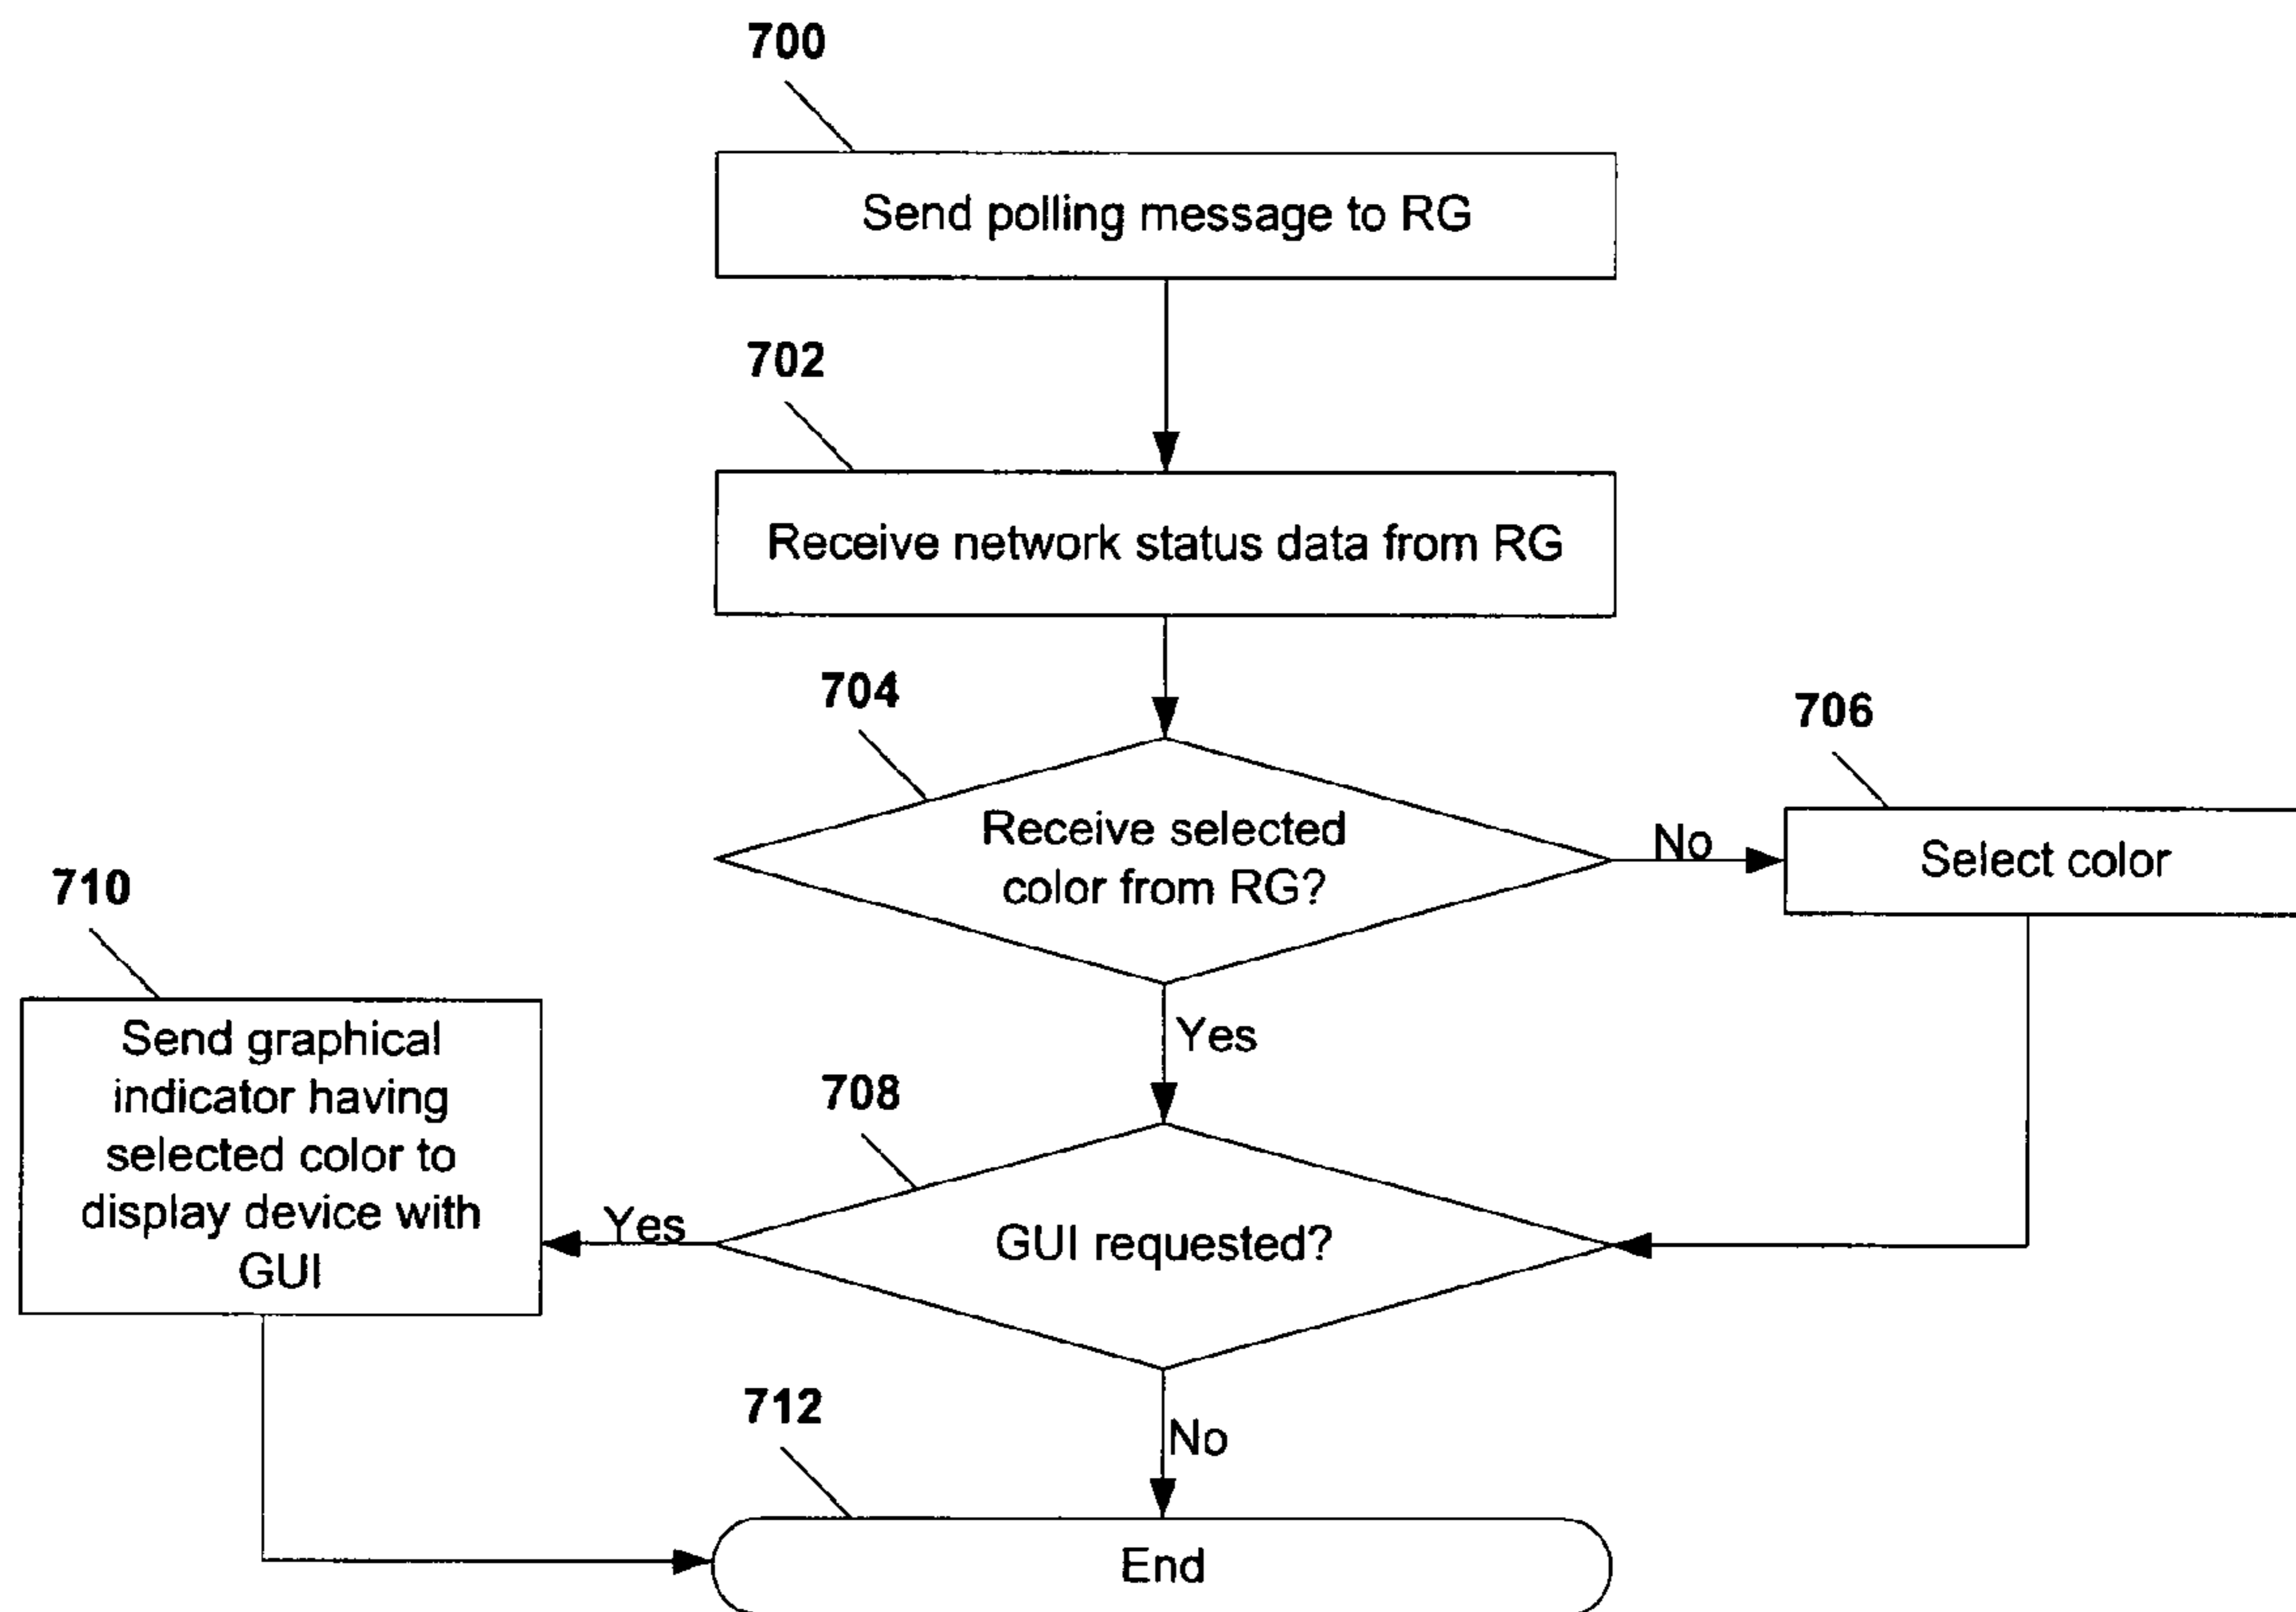 700
Send polling message to RG
702
Receive network status data from RG
704
Receive selected
color from RG?
No
706
Select color
Yes
708
GUI requested?
Yes
710
Send graphical
indicator having
selected color to
display device with
GUI
No
712
End